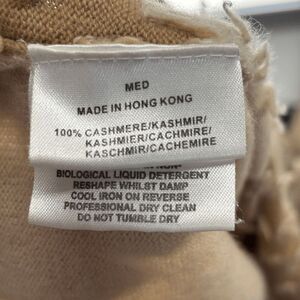 MED
MADE IN HONG KONG
100% CASHMERE/KASHMIR/
KASHMIER/CACHMIRE/
KASCHMIR/CACHEMIRE
BIOLOGICAL LIQUID DETERGENT
RESHAPE WHILST DAMP
COOL IRON ON REVERSE
PROFESSIONAL DRY CLEAN
DO NOT TUMBLE DRY